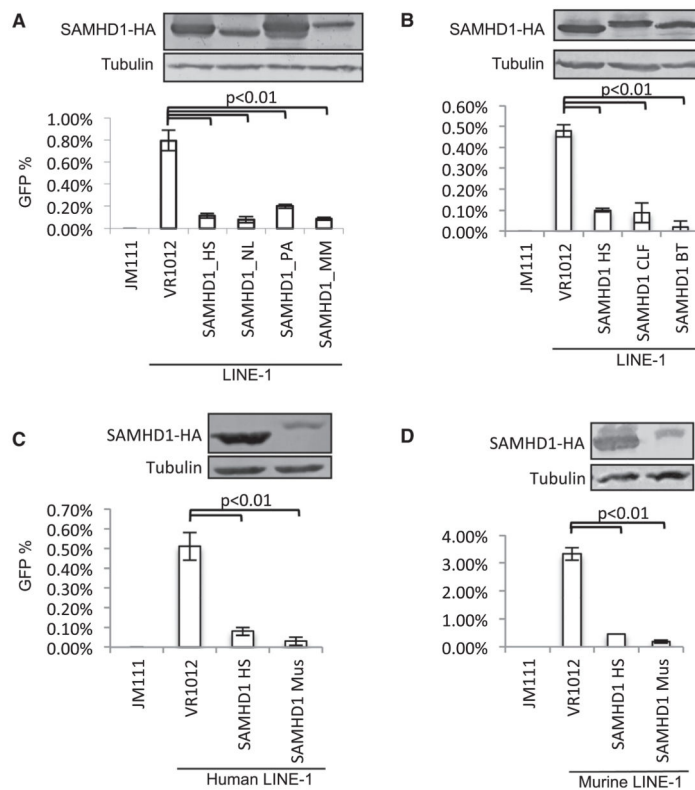 A
SAMHD1-HA
Tubulin
p<0.01
GFP %
1.00%
0.80%
0.60%
0.40%
0.20%
0.00%
JM111
VR1012
SAMHD1_HS
SAMHD1_NL
SAMHD1_PA
SAMHD1_MM
LINE-1
B
SAMHD1-HA
Tubulin
p<0.01
0.60%
0.50%
0.40%
0.30%
0.20%
0.10%
0.00%
JM111
VR1012
SAMHD1 HS
SAMHD1 CLF
SAMHD1 BT
LINE-1
C
SAMHD1-HA
Tubulin
p<0.01
GFP %
0.70%
0.60%
0.50%
0.40%
0.30%
0.20%
0.10%
0.00%
JM111
VR1012
SAMHD1 HS
SAMHD1 Mus
Human LINE-1
D
SAMHD1-HA
Tubulin
p<0.01
4.00%
3.00%
2.00%
1.00%
0.00%
JM111
VR1012
SAMHD1 HS
SAMHD1 Mus
Murine LINE-1